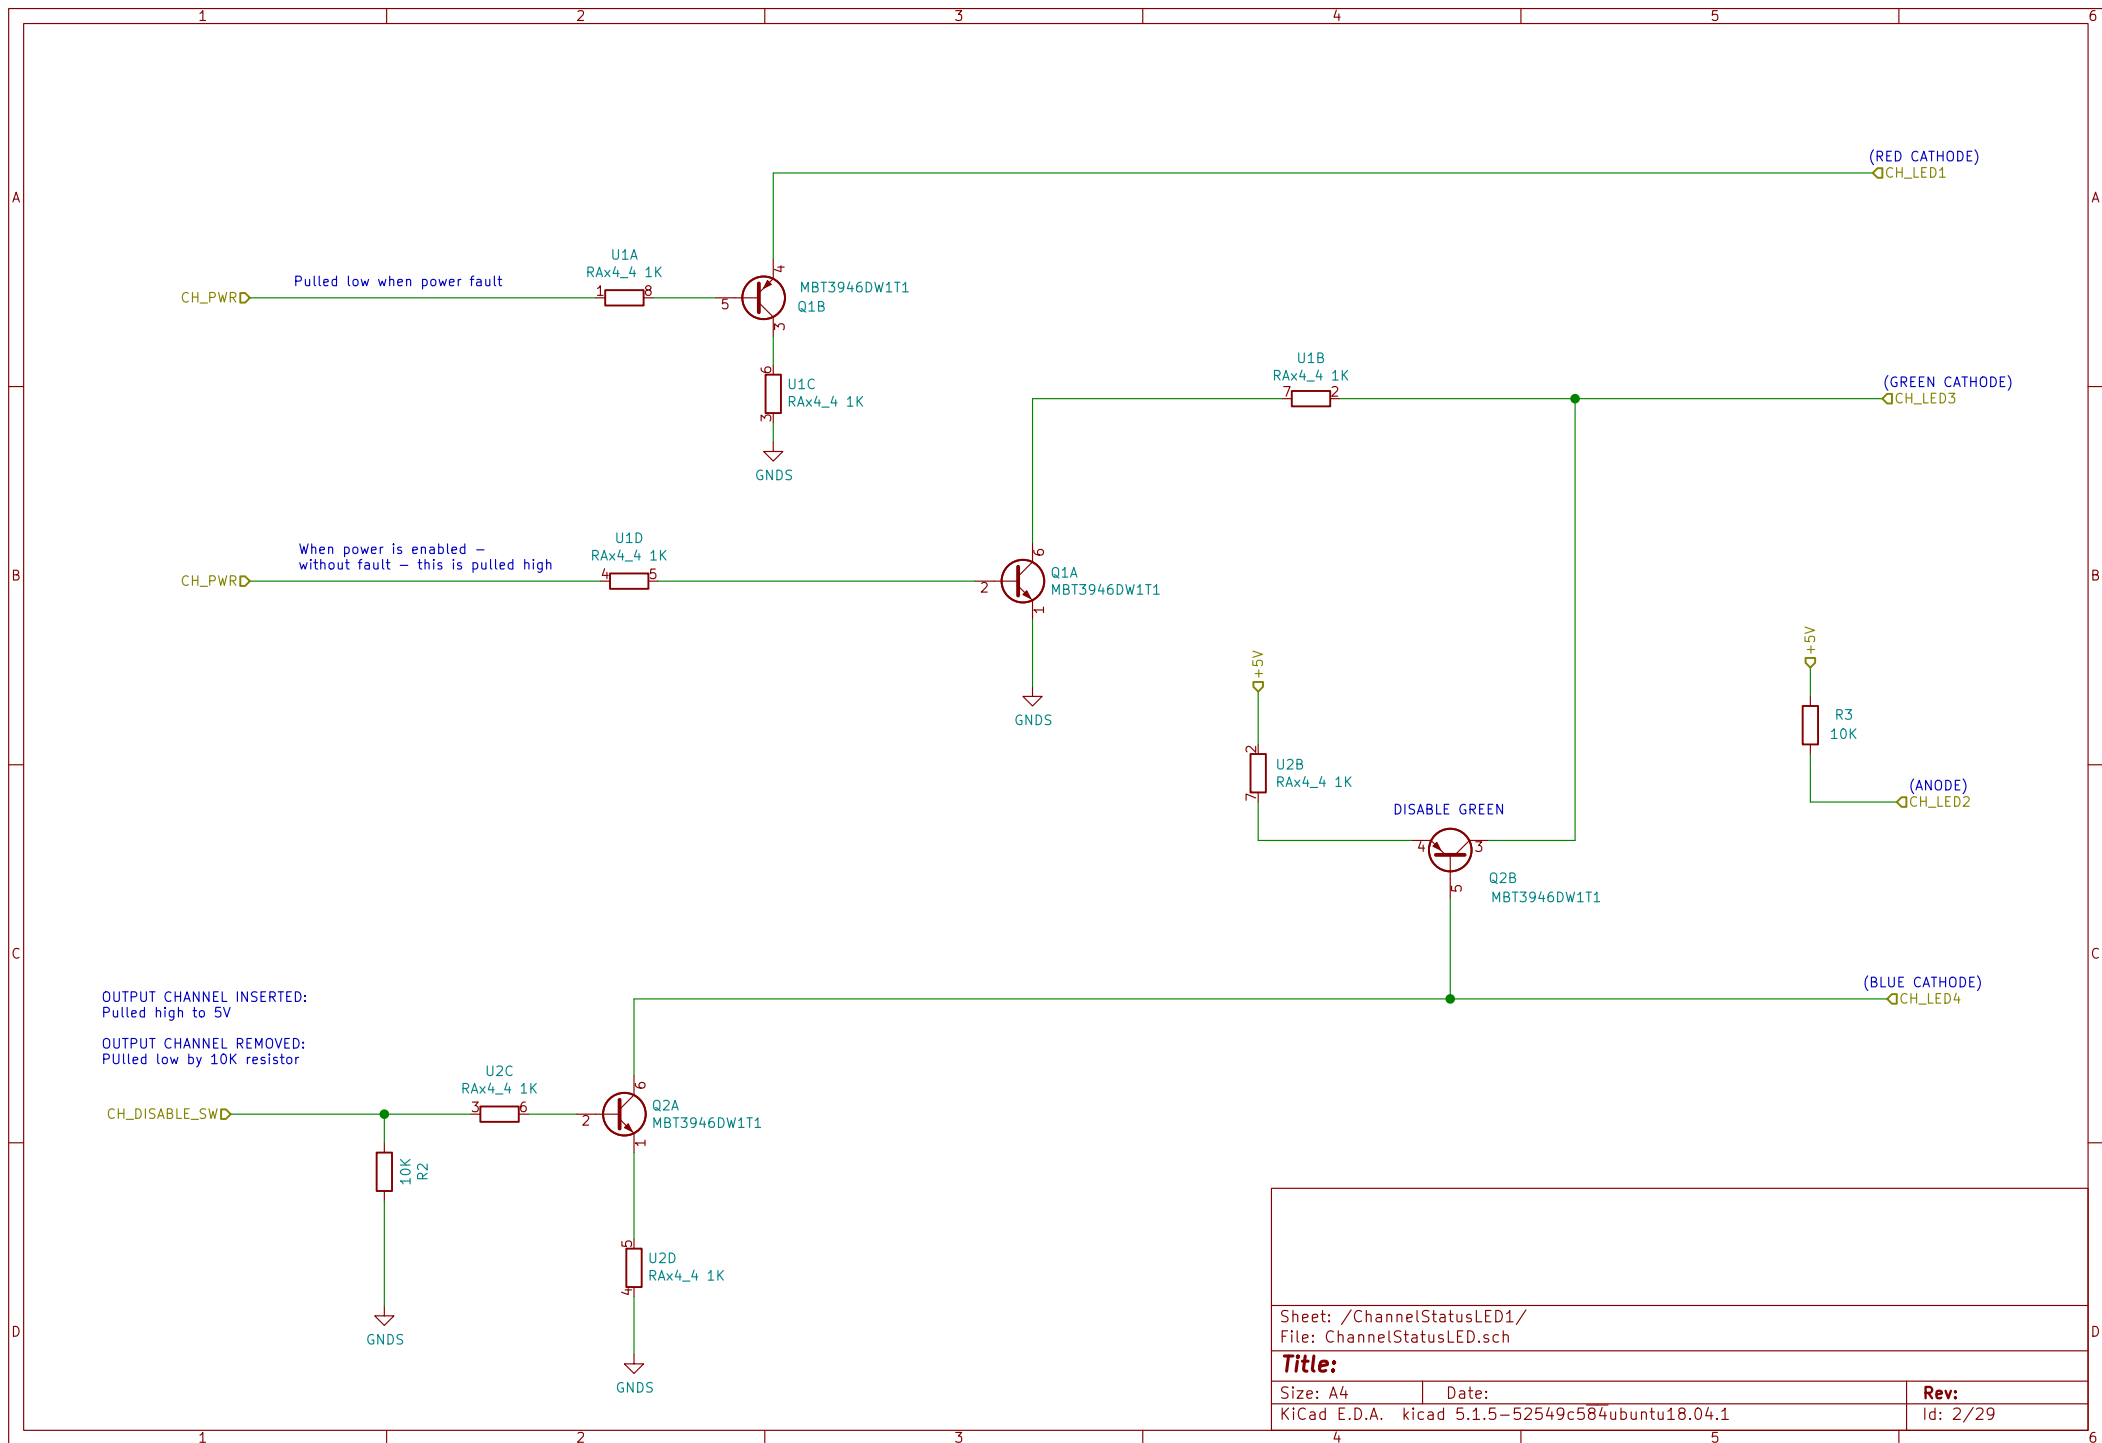 1 2 3 4 5 6
A A
B B
C C
D D
(RED CATHODE)
CH_LED1
U1A
RAx4_4 1K
Pulled low when power fault
CH_PWR
1 8
5
4
3
MBT3946DW1T1
Q1B
6
3
U1C
RAx4_4 1K
GNDS
U1B
RAx4_4 1K
7 2
(GREEN CATHODE)
CH_LED3
When power is enabled –
without fault – this is pulled high
CH_PWR
U1D
RAx4_4 1K
4 5
2
6
1
Q1A
MBT3946DW1T1
GNDS
+5V
2
7
U2B
RAx4_4 1K
DISABLE GREEN
4 3
5
Q2B
MBT3946DW1T1
+5V
R3
10K
(ANODE)
CH_LED2
(BLUE CATHODE)
CH_LED4
OUTPUT CHANNEL INSERTED:
Pulled high to 5V
OUTPUT CHANNEL REMOVED:
PUlled low by 10K resistor
CH_DISABLE_SW
U2C
RAx4_4 1K
3 6
2
6
1
Q2A
MBT3946DW1T1
10K
R2
GNDS
5
4
U2D
RAx4_4 1K
GNDS
Sheet: /ChannelStatusLED1/
File: ChannelStatusLED.sch
Title:
Size: A4 Date: Rev:
KiCad E.D.A. kicad 5.1.5-52549c584ubuntu18.04.1 Id: 2/29
1 2 3 4 5 6